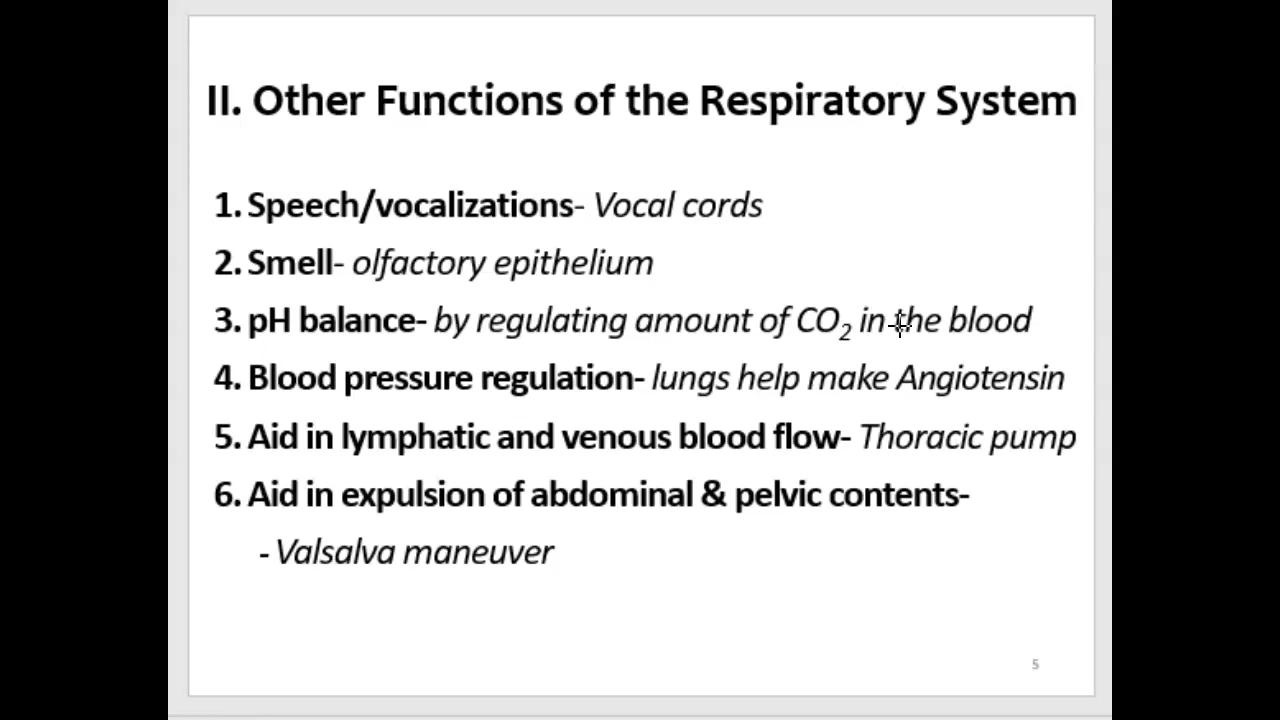 II. Other Functions of the Respiratory System
1. Speech/vocalizations- Vocal cords
2. Smell- olfactory epithelium
3. pH balance- by regulating amount of CO₂ in the blood
4. Blood pressure regulation- lungs help make Angiotensin
5. Aid in lymphatic and venous blood flow- Thoracic pump
6. Aid in expulsion of abdominal & pelvic contents-
- Valsalva maneuver
5